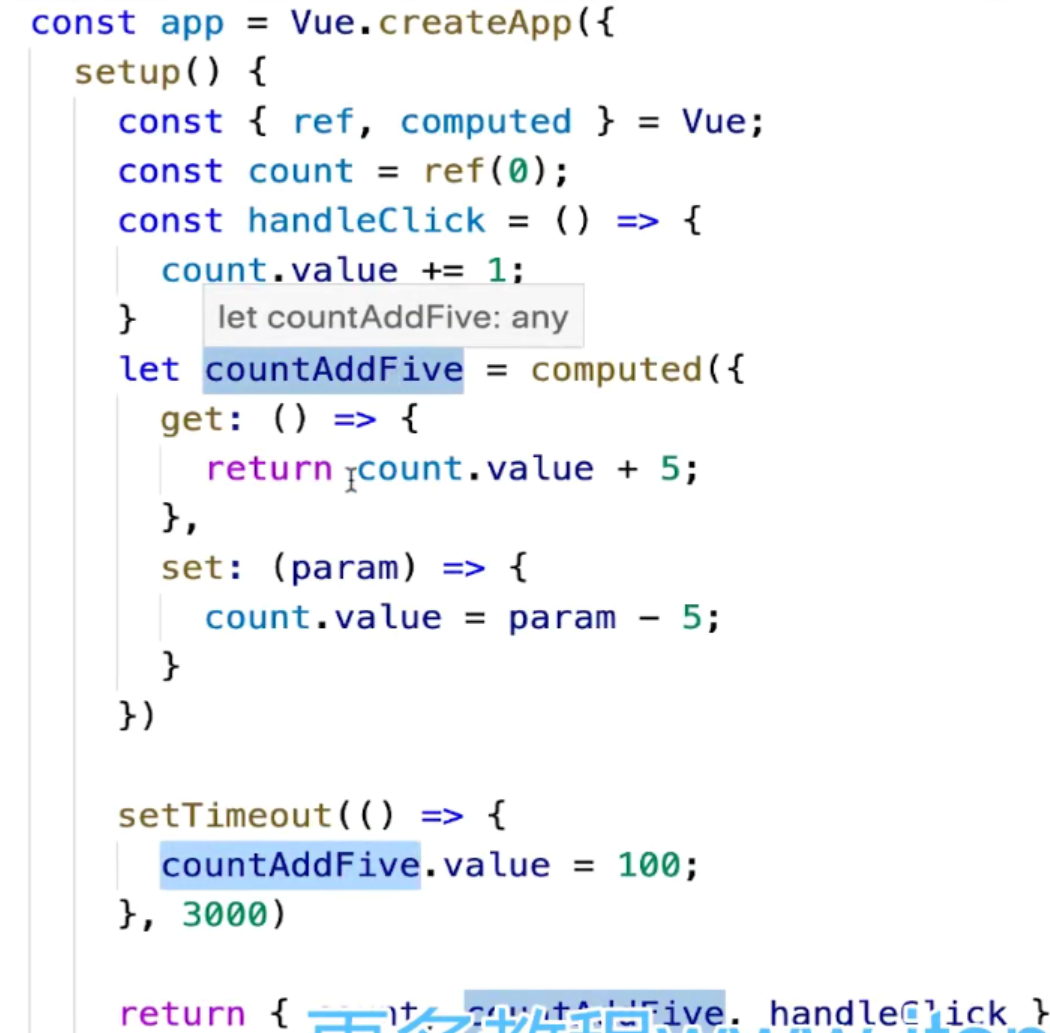 const app = Vue.createApp({
setup() {
const { ref, computed } = Vue;
const count = ref(0);
const handleClick = () => {
count.value += 1;
}
let countAddFive: any
let countAddFive = computed({
get: () => {
return count.value + 5;
},
set: (param) => {
count.value = param - 5;
}
})
setTimeout(() => {
countAddFive.value = 100;
}, 3000)
return { count, countAddFive, handleClick }